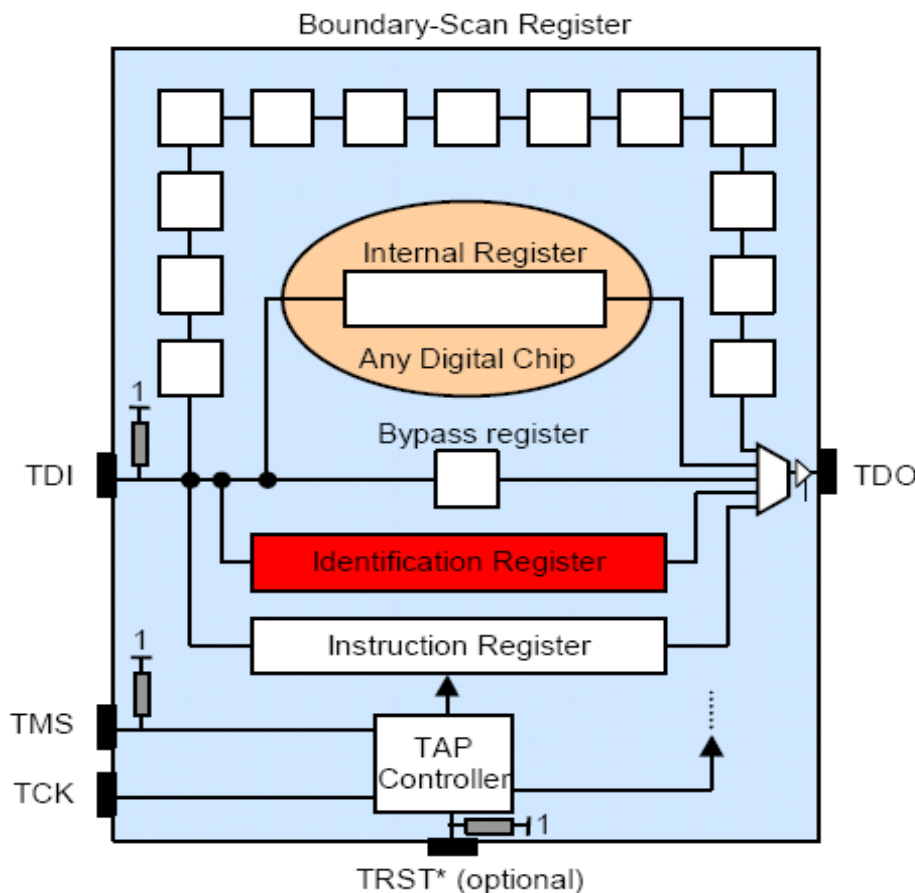 Boundary-Scan Register
Internal Register
Any Digital Chip
1
Bypass register
TDI
TDO
Identification Register
Instruction Register
1
TMS
TAP
Controller
TCK
1
TRST* (optional)